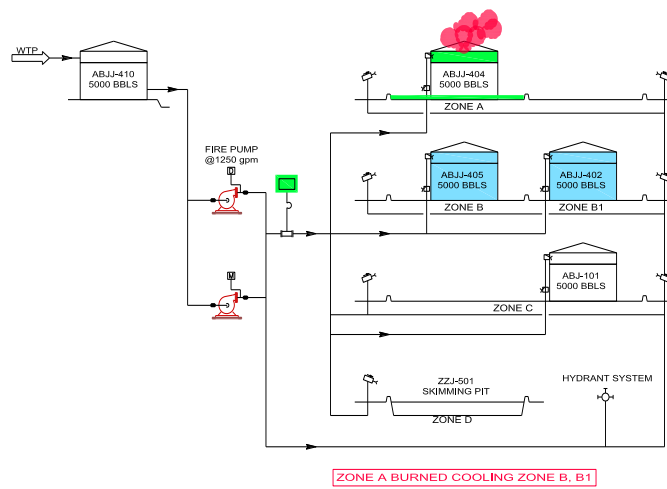 WTP
ABJJ-410
5000 BBLS
ABJJ-404
5000 BBLS
ZONE A
FIRE PUMP
@1250 gpm
D
ABJJ-405
5000 BBLS
ABJJ-402
5000 BBLS
ZONE B
ZONE B1
M
ABJ-101
5000 BBLS
ZONE C
ZZJ-501
SKIMMING PIT
HYDRANT SYSTEM
ZONE D
ZONE A BURNED COOLING ZONE B, B1